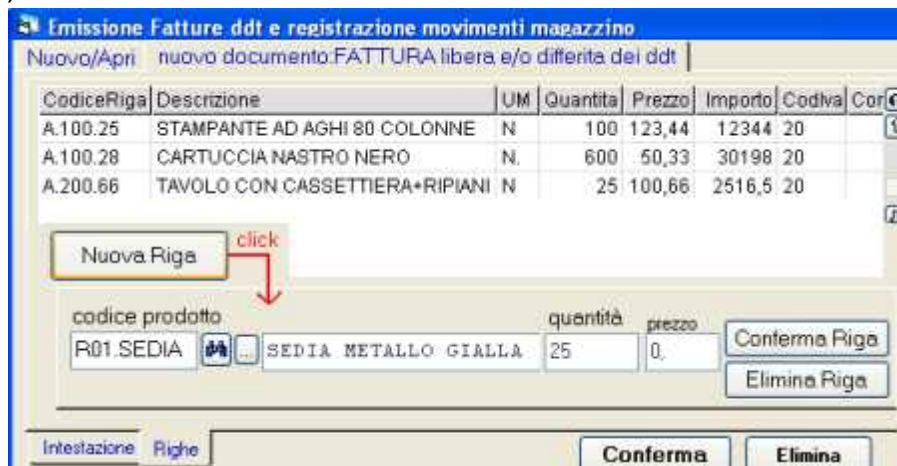 Emissione Fatture ddt e registrazione movimenti magazzino
Nuovo/Apri nuovo documento:FATTURA libera e/o differita dei ddt
CodiceRiga Descrizione UM Quantita Prezzo Importo CodIva Con
A.100.25 STAMPANTE AD AGHI 80 COLONNE N 100 123,44 12344 20
A.100.28 CARTUCCIA NASTRO NERO N. 600 50,33 30198 20
A.200.66 TAVOLO CON CASSETTIERA+RIPIANI N 25 100,66 2516,5 20
Nuova Riga click
codice prodotto quantità prezzo
R01.SEDIA ... SEDIA METALLO GIALLA 25 0, Conferma Riga
Elimina Riga
Intestazione Righe Conferma Elimina